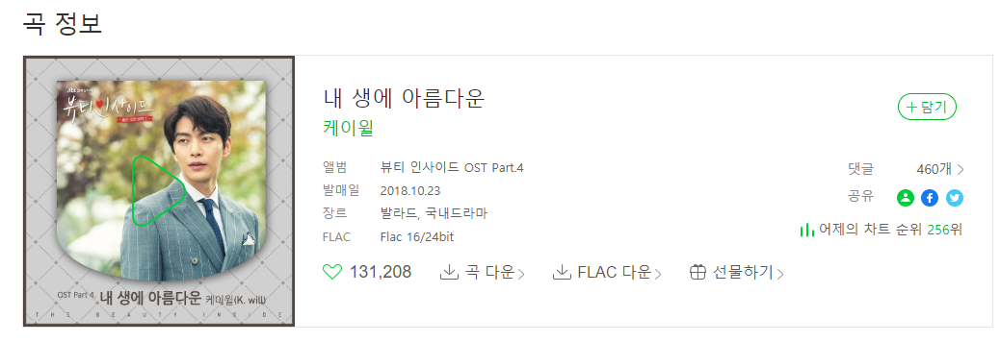 곡 정보
jtbc
뷰티 인사이드
OST Part.4 내 생에 아름다운 케이윌(K. will)
THE BEAUTY INSIDE
내 생에 아름다운
케이윌
+ 담기
앨범 뷰티 인사이드 OST Part.4
발매일 2018.10.23
장르 발라드, 국내드라마
FLAC Flac 16/24bit
댓글 460개 >
공유
어제의 차트 순위 256위
131,208 곡 다운 > FLAC 다운 > 선물하기 >